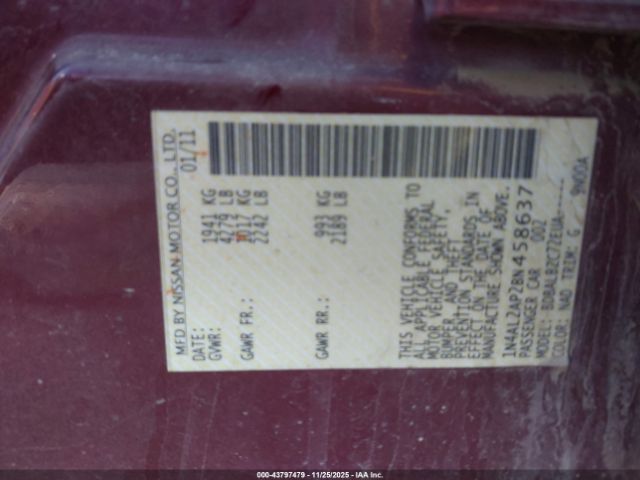 MFD BY NISSAN MOTOR CO., LTD.
DATE: 01/11
GVWR: 1941 KG
4279 LB
GAWR FR.: 1017 KG
2242 LB
GAWR RR.: 993 KG
2189 LB
THIS VEHICLE CONFORMS TO
ALL APPLICABLE FEDERAL
MOTOR VEHICLE SAFETY,
BUMPER, AND THEFT
PREVENTION STANDARDS IN
EFFECT ON THE DATE OF
MANUFACTURE SHOWN ABOVE.
1N4AL2AP2BN458637
PASSENGER CAR 002
MODEL: BDRALB2C72EUA-----
COLOR: NAD TRIM: G 9N00A
000-43797479 - 11/25/2025 - IAA Inc.